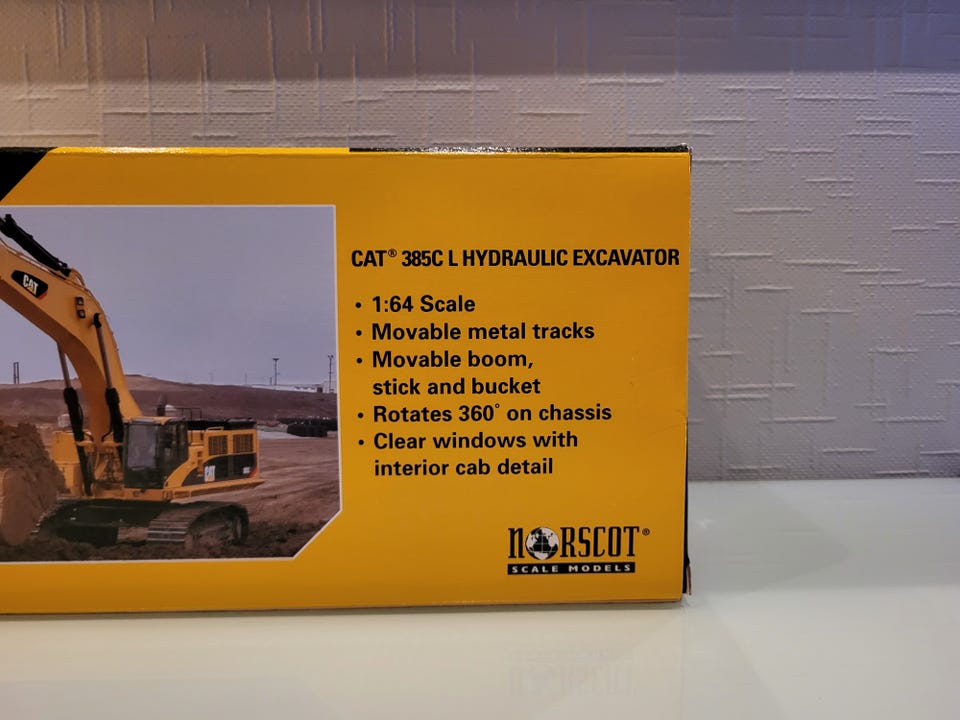 CAT® 385C L HYDRAULIC EXCAVATOR
• 1:64 Scale
• Movable metal tracks
• Movable boom,
stick and bucket
• Rotates 360° on chassis
• Clear windows with
interior cab detail
NORSCOT®
SCALE MODELS
CAT
CAT